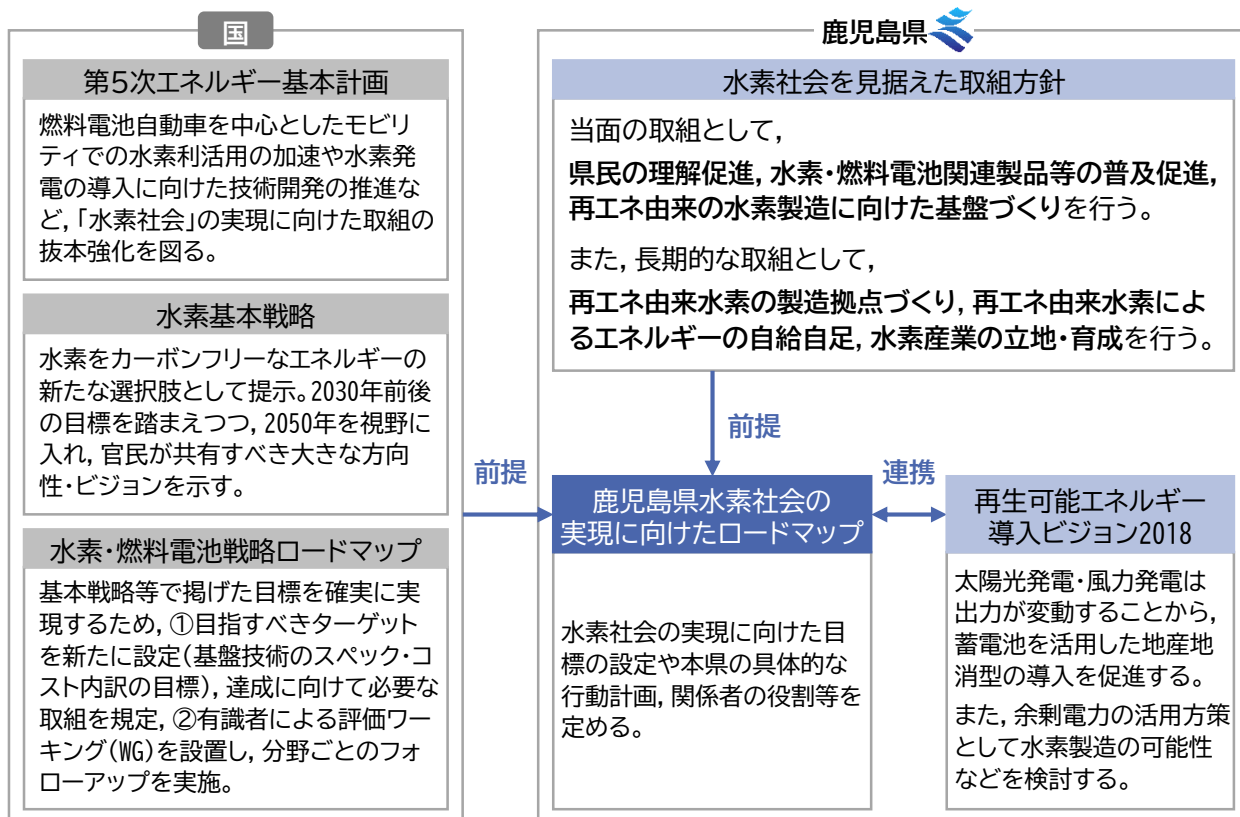 国
第5次エネルギー基本計画
燃料電池自動車を中心としたモビリ
ティでの水素利活用の加速や水素発
電の導入に向けた技術開発の推進な
ど,「水素社会」の実現に向けた取組の
抜本強化を図る。
水素基本戦略
水素をカーボンフリーなエネルギーの
新たな選択肢として提示。2030年前後
の目標を踏まえつつ, 2050年を視野に
入れ, 官民が共有すべき大きな方向
性・ビジョンを示す。
水素・燃料電池戦略ロードマップ
基本戦略等で掲げた目標を確実に実
現するため, ①目指すべきターゲット
を新たに設定(基盤技術のスペック・コ
スト内訳の目標), 達成に向けて必要な
取組を規定, ②有識者による評価ワー
キング(WG)を設置し, 分野ごとのフォ
ローアップを実施。
前提
鹿児島県
水素社会を見据えた取組方針
当面の取組として,
県民の理解促進, 水素・燃料電池関連製品等の普及促進,
再エネ由来の水素製造に向けた基盤づくりを行う。
また, 長期的な取組として,
再エネ由来水素の製造拠点づくり, 再エネ由来水素によ
るエネルギーの自給自足, 水素産業の立地・育成を行う。
前提
鹿児島県水素社会の
実現に向けたロードマップ
水素社会の実現に向けた目
標の設定や本県の具体的な
行動計画, 関係者の役割等を
定める。
連携
再生可能エネルギー
導入ビジョン2018
太陽光発電・風力発電は
出力が変動することから,
蓄電池を活用した地産地
消型の導入を促進する。
また, 余剰電力の活用方策
として水素製造の可能性
などを検討する。